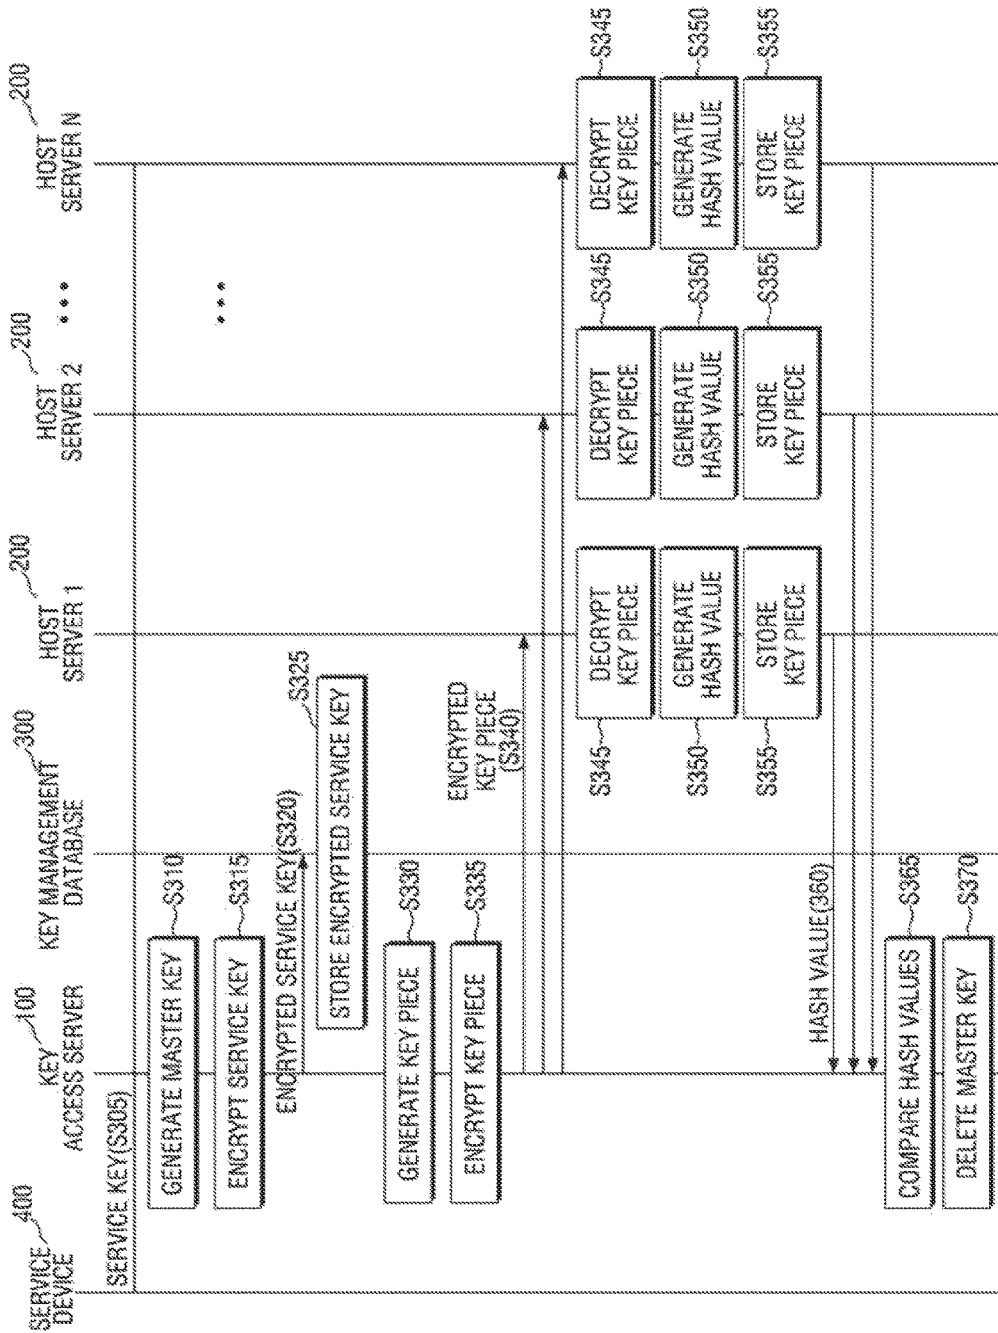 SERVICE
DEVICE
400
KEY
ACCESS SERVER
100
KEY MANAGEMENT
DATABASE
300
HOST
SERVER 1
200
HOST
SERVER 2
200
•••
HOST
SERVER N
200
SERVICE KEY(S305)
GENERATE MASTER KEY
S310
•••
ENCRYPT SERVICE KEY
S315
ENCRYPTED SERVICE KEY(S320)
STORE ENCRYPTED SERVICE KEY
S325
GENERATE KEY PIECE
S330
ENCRYPT KEY PIECE
S335
ENCRYPTED
KEY PIECE
(S340)
S345
DECRYPT
KEY PIECE
DECRYPT
KEY PIECE
S345
DECRYPT
KEY PIECE
S345
S350
GENERATE
HASH VALUE
GENERATE
HASH VALUE
S350
GENERATE
HASH VALUE
S350
S355
STORE
KEY PIECE
STORE
KEY PIECE
S355
STORE
KEY PIECE
S355
HASH VALUE(360)
COMPARE HASH VALUES
S365
DELETE MASTER KEY
S370